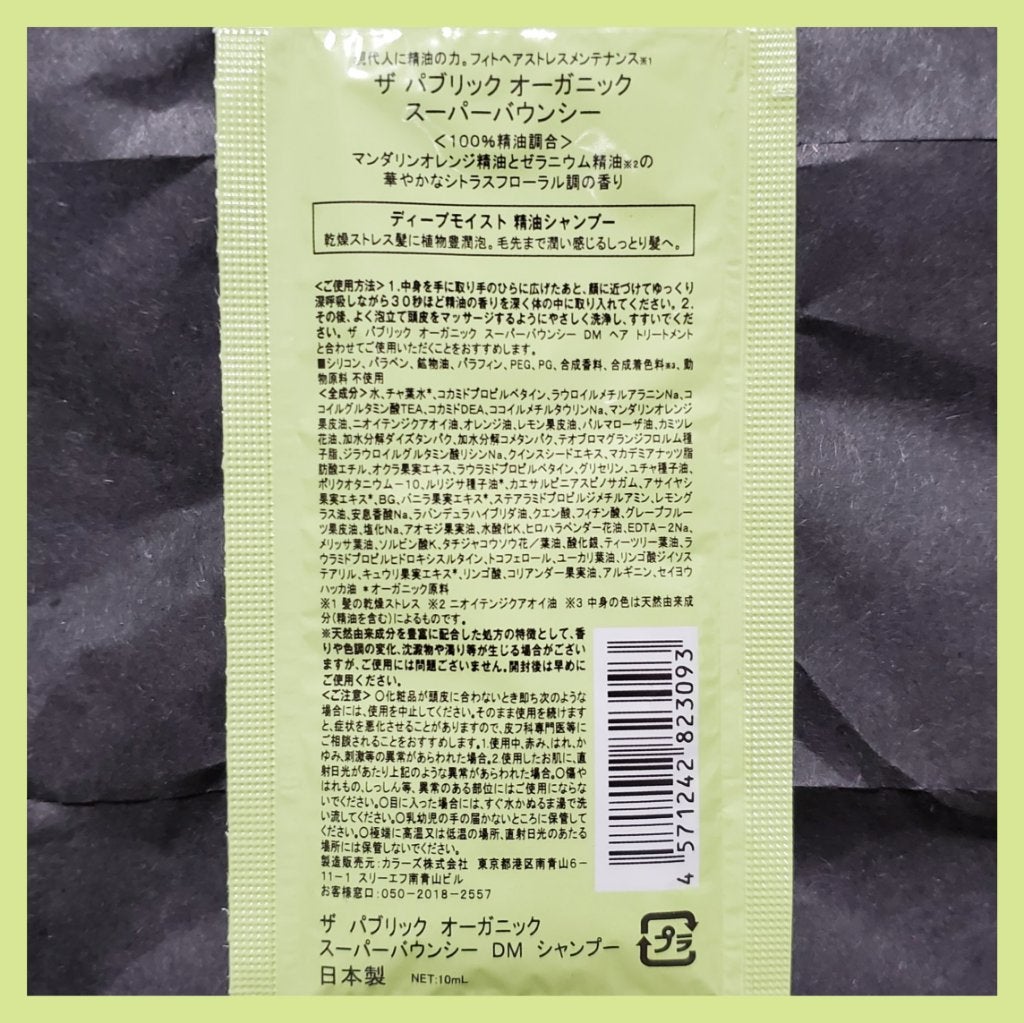 現代人に精油の力。フィトヘアストレスメンテナンス※1
ザ パブリック オーガニック
スーパーバウンシー
<100%精油調合>
マンダリンオレンジ精油とゼラニウム精油※2の
華やかなシトラスフローラル調の香り
ディープモイスト 精油シャンプー
乾燥ストレス髪に植物豊潤泡。毛先まで潤い感じるしっとり髪へ。
<ご使用方法>1.中身を手に取り手のひらに広げたあと、顔に近づけてゆっくり
深呼吸しながら30秒ほど精油の香りを深く体の中に取り入れてください。2.
その後、よく泡立て頭皮をマッサージするようにやさしく洗浄し、すすいでくだ
さい。ザ パブリック オーガニック スーパーバウンシー DM ヘア トリートメント
と合わせてご使用いただくことをおすすめします。
■シリコン、パラベン、鉱物油、パラフィン、PEG、PG、合成香料、合成着色料※3、動
物原料 不使用
<全成分>水、チャ葉水*、コカミドプロピルベタイン、ラウロイルメチルアラニンNa、コ
コイルグルタミン酸TEA、コカミドDEA、ココイルメチルタウリンNa、マンダリンオレンジ
果皮油、ニオイテンジクアオイ油、オレンジ油、レモン果皮油、パルマローザ油、カミツレ
花油、加水分解ダイズタンパク、加水分解コメタンパク、テオブロマグランジフロルム種
子脂、ジラウロイルグルタミン酸リシンNa、クインスシードエキス、マカデミアナッツ脂
肪酸エチル、オクラ果実エキス、ラウラミドプロピルベタイン、グリセリン、ユチャ種子油、
ポリクオタニウム-10、ルリジサ種子油*、カエサルピニアスピノサガム、アサイヤシ
果実エキス*、BG、バニラ果実エキス*、ステアラミドプロピルジメチルアミン、レモング
ラス油、安息香酸Na、ラバンデュラハイブリダ油、クエン酸、フィチン酸、グレープフルー
ツ果皮油、塩化Na、アオモジ果実油、水酸化K、ヒロハラベンダー花油、EDTA-2Na、
メリッサ葉油、ソルビン酸K、タチジャコウソウ花/葉油、酸化銀、ティーツリー葉油、ラ
ウラミドプロピルヒドロキシスルタイン、トコフェロール、ユーカリ葉油、リンゴ酸ジイソス
テアリル、キュウリ果実エキス*、リンゴ酸、コリアンダー果実油、アルギニン、セイヨウ
ハッカ油 *オーガニック原料
※1 髪の乾燥ストレス ※2 ニオイテンジクアオイ油 ※3 中身の色は天然由来成
分(精油を含む)によるものです。
※天然由来成分を豊富に配合した処方の特徴として、香
りや色調の変化、沈澱物や濁り等が生じる場合がござい
ますが、ご使用には問題ございません。開封後は早めに
ご使用ください。
<ご注意>○化粧品が頭皮に合わないとき即ち次のような
場合には、使用を中止してください。そのまま使用を続けます
と、症状を悪化させることがありますので、皮フ科専門医等に
ご相談されることをおすすめします。1.使用中、赤み、はれ、か
ゆみ、刺激等の異常があらわれた場合。2.使用したお肌に、直
射日光があたり上記のような異常があらわれた場合。○傷や
はれもの、しっしん等、異常のある部位にはご使用にならな
いでください。○目に入った場合には、すぐ水かぬるま湯で洗
い流してください。○乳幼児の手の届かないところに保管して
ください。○極端に高温又は低温の場所、直射日光のあたる
場所には保管しないでください。
製造販売元:カラーズ株式会社 東京都港区南青山6-
11-1 スリーエフ南青山ビル
お客様窓口:050-2018-2557
4571242823093
ザ パブリック オーガニック
スーパーバウンシー DM シャンプー
日本製 NET:10mL
プラ